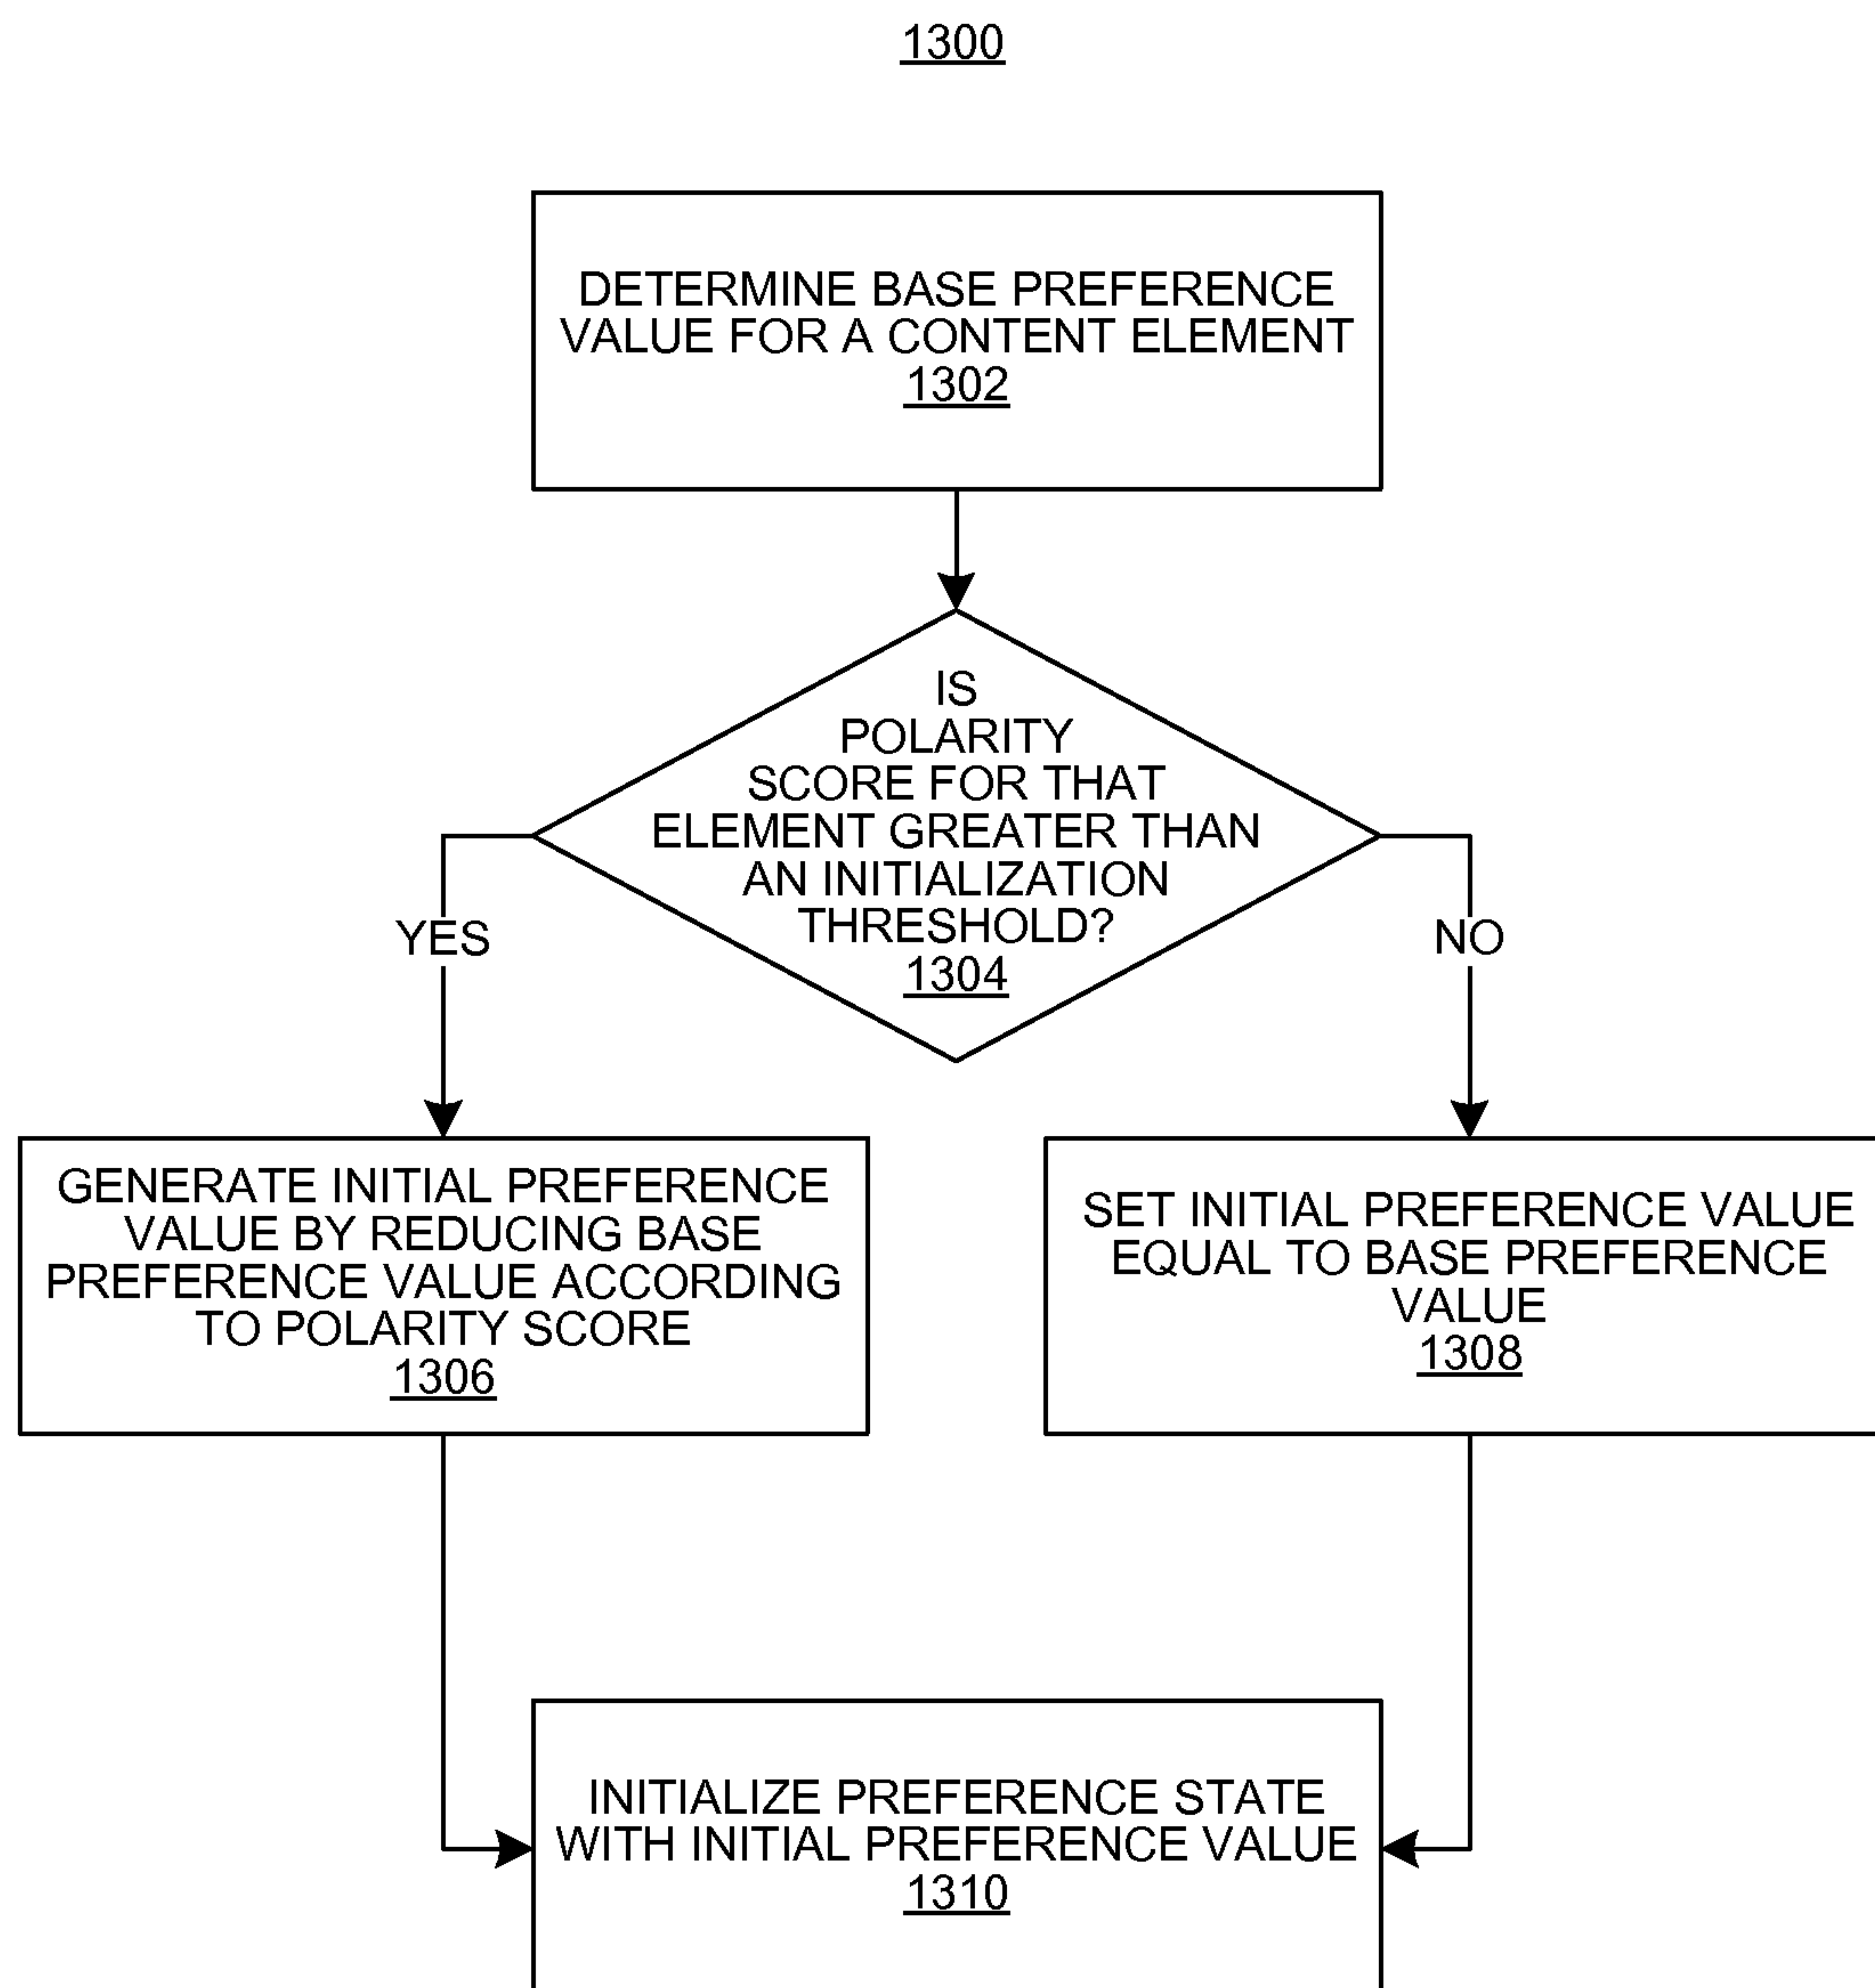 1300
DETERMINE BASE PREFERENCE
VALUE FOR A CONTENT ELEMENT
1302
IS
POLARITY
SCORE FOR THAT
ELEMENT GREATER THAN
AN INITIALIZATION
THRESHOLD?
1304
YES
NO
GENERATE INITIAL PREFERENCE
VALUE BY REDUCING BASE
PREFERENCE VALUE ACCORDING
TO POLARITY SCORE
1306
SET INITIAL PREFERENCE VALUE
EQUAL TO BASE PREFERENCE
VALUE
1308
INITIALIZE PREFERENCE STATE
WITH INITIAL PREFERENCE VALUE
1310